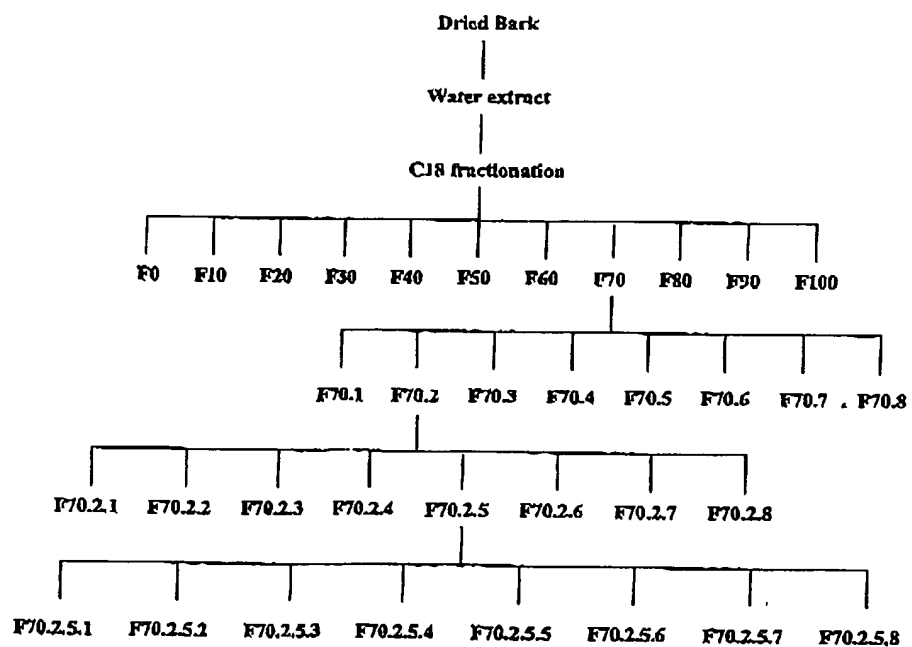 Dried Bark
Water extract
C18 fractionation
F0 F10 F20 F30 F40 F50 F60 F70 F80 F90 F100
F70.1 F70.2 F70.3 F70.4 F70.5 F70.6 F70.7 F70.8
F70.2.1 F70.2.2 F70.2.3 F70.2.4 F70.2.5 F70.2.6 F70.2.7 F70.2.8
F70.2.5.1 F70.2.5.2 F70.2.5.3 F70.2.5.4 F70.2.5.5 F70.2.5.6 F70.2.5.7 F70.2.5.8